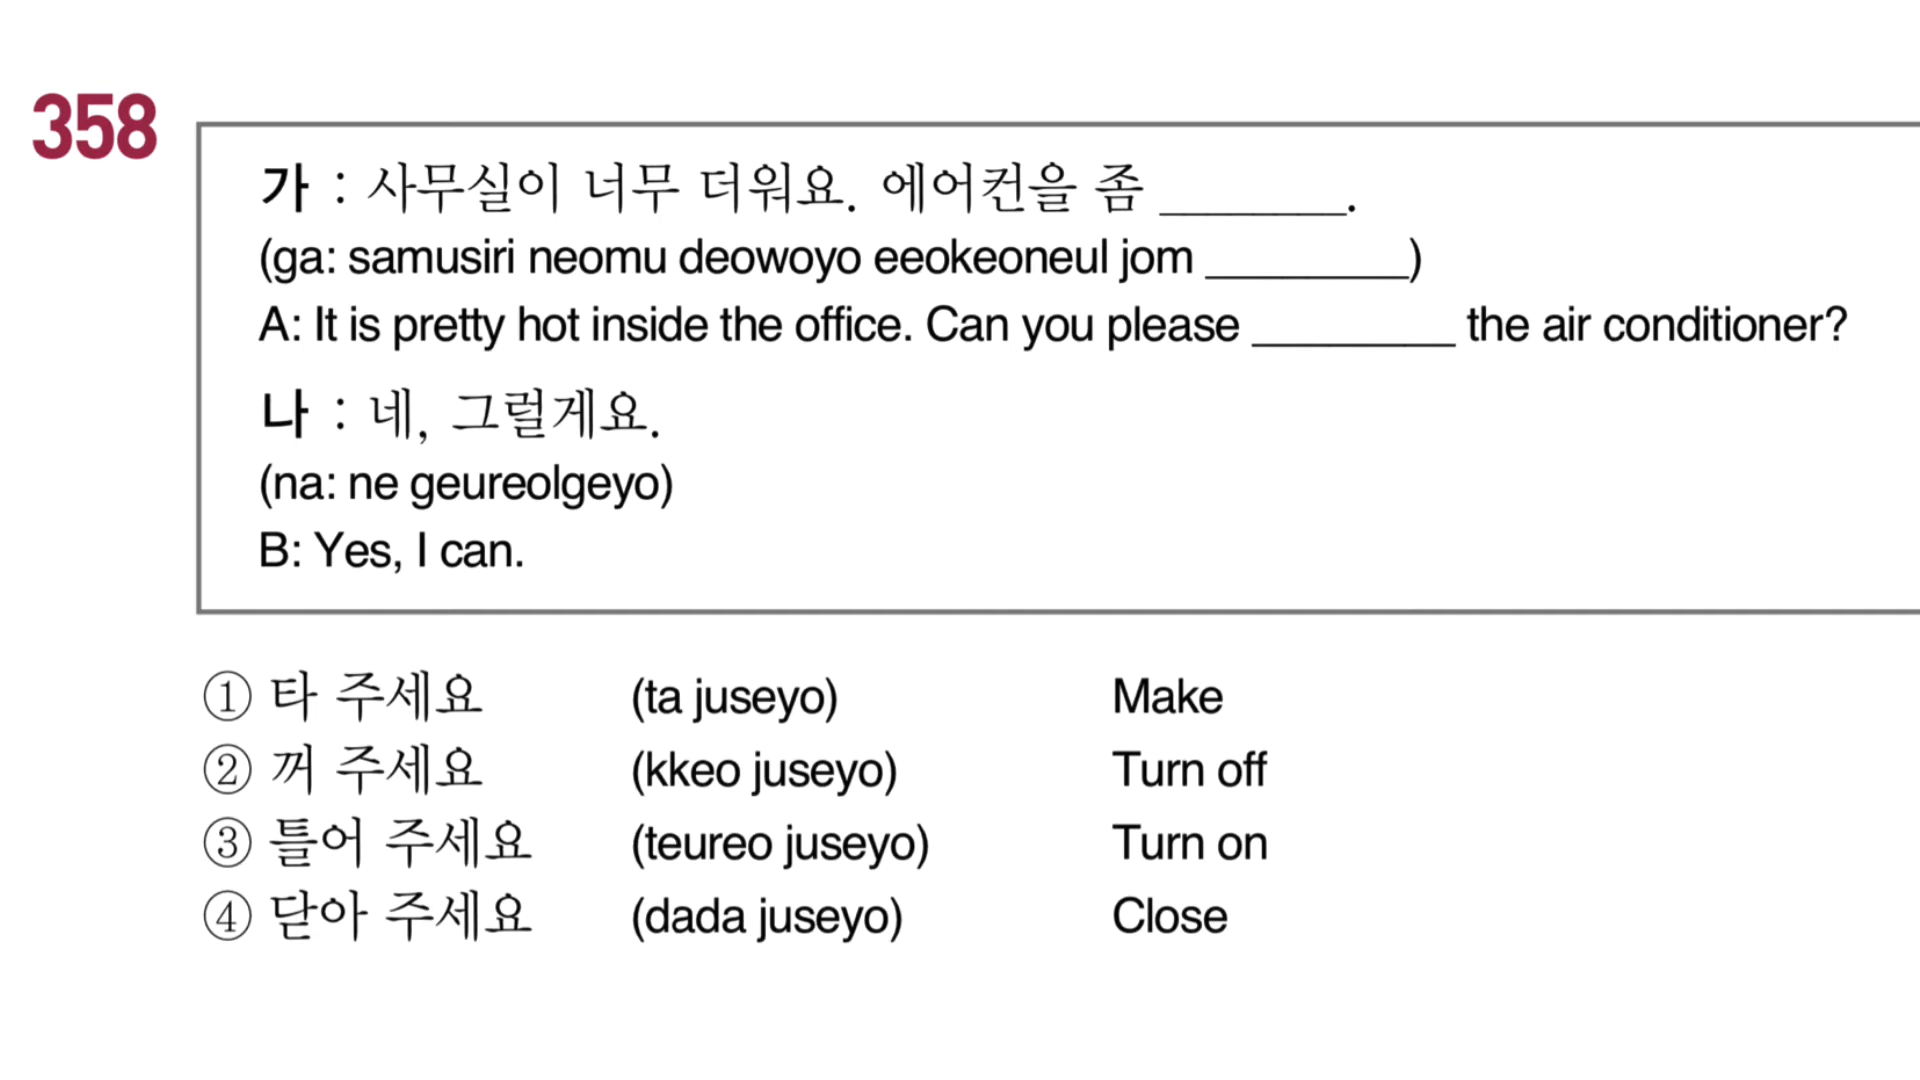 358
가 : 사무실이 너무 더워요. 에어컨을 좀 ________.
(ga: samusiri neomu deowoyo eeokeoneul jom ________)
A: It is pretty hot inside the office. Can you please ________ the air conditioner?
나 : 네, 그럴게요.
(na: ne geureolgeyo)
B: Yes, I can.
① 타 주세요 (ta juseyo) Make
② 꺼 주세요 (kkeo juseyo) Turn off
③ 틀어 주세요 (teureo juseyo) Turn on
④ 닫아 주세요 (dada juseyo) Close